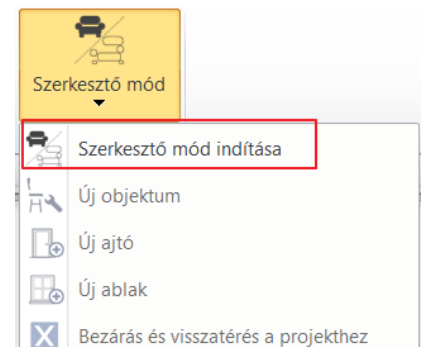 Szerkesztő mód
Szerkesztő mód indítása
Új objektum
Új ajtó
Új ablak
Bezárás és visszatérés a projekthez